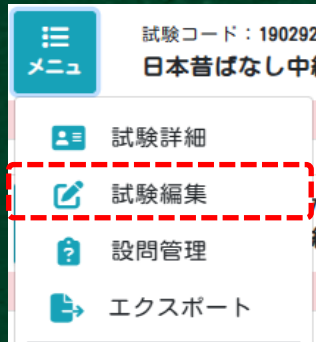 メニュー
試験コード：190292
日本昔ばなし中
試験詳細
試験編集
設問管理
エクスポート